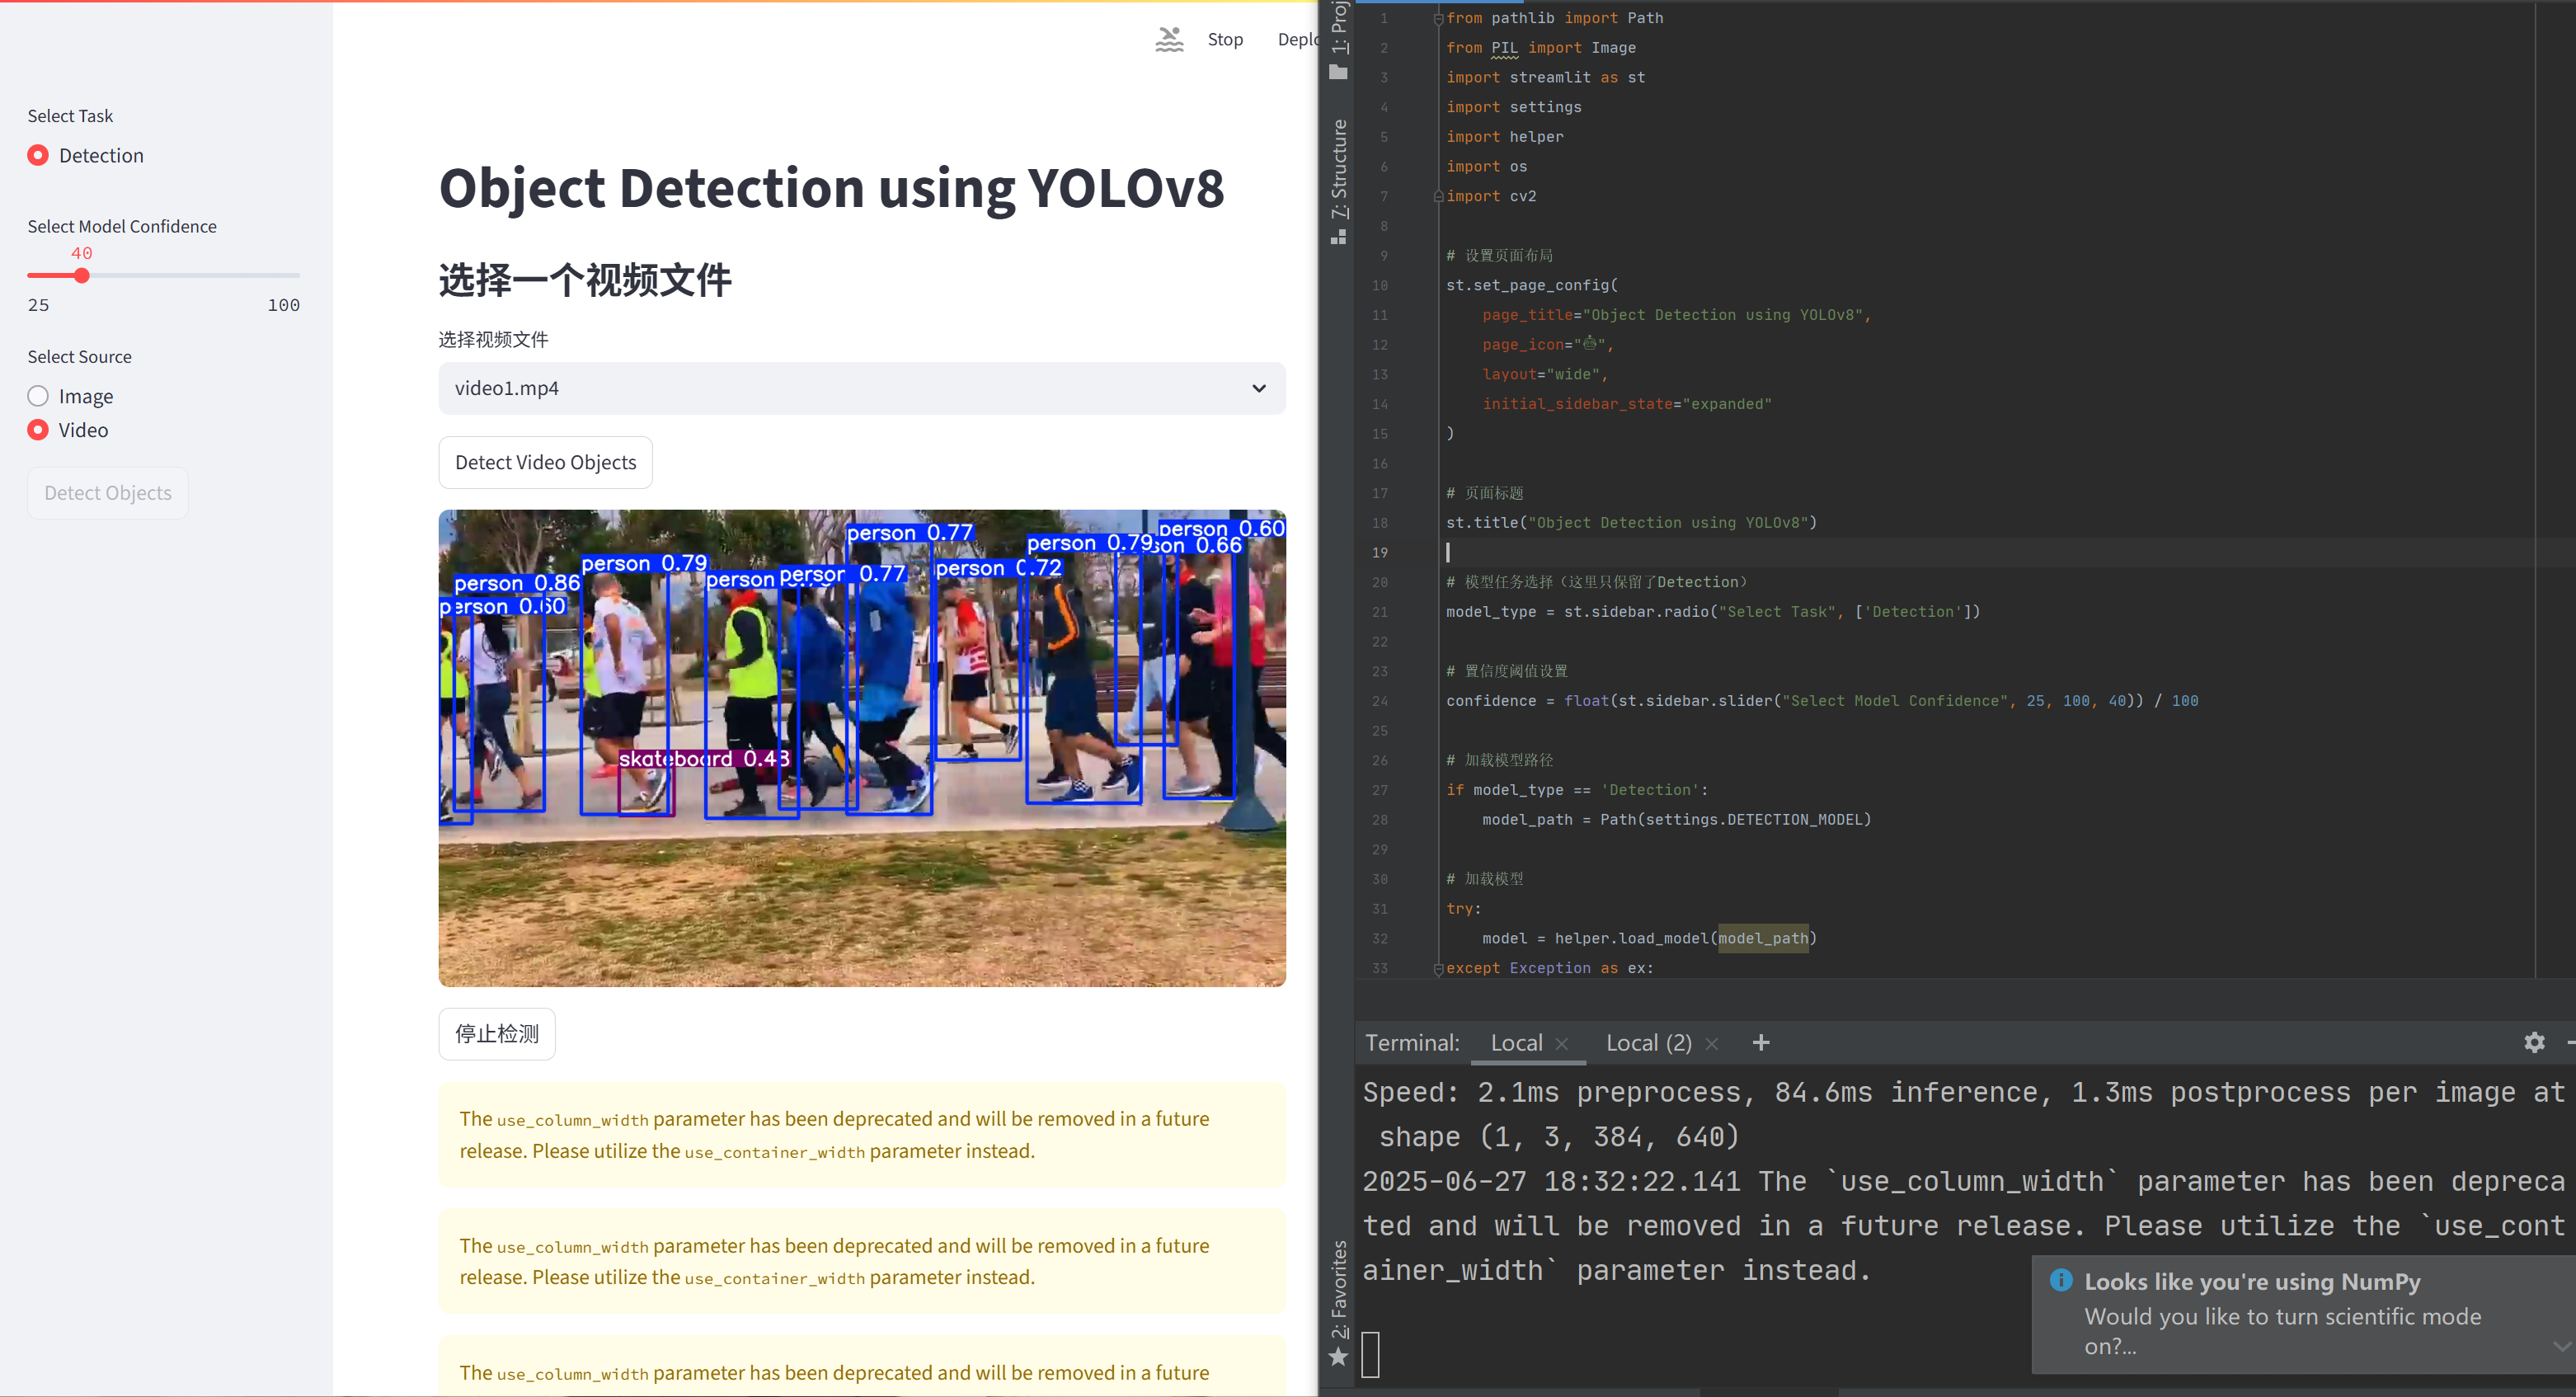 Stop
Select Task
Detection
Select Model Confidence
40
25 100
Select Source
Image
Video
Detect Objects
Object Detection using YOLOv8
选择一个视频文件
选择视频文件
video1.mp4
Detect Video Objects
person 0.77
person 0.60
person 0.79
person 0.79
0.66
person 0.86
person
person 0.77
person 0.72
person 0.60
skateboard 0.43
停止检测
The use_column_width parameter has been deprecated and will be removed in a future
release. Please utilize the use_container_width parameter instead.
The use_column_width parameter has been deprecated and will be removed in a future
release. Please utilize the use_container_width parameter instead.
The use_column_width parameter has been deprecated and will be removed in a future
1: Proj
7: Structure
2: Favorites
1 from pathlib import Path
2 from PIL import Image
3 import streamlit as st
4 import settings
5 import helper
6 import os
7 import cv2
8
9 # 设置页面布局
10 st.set_page_config(
11 page_title="Object Detection using YOLOv8",
12 page_icon="🤖",
13 layout="wide",
14 initial_sidebar_state="expanded"
15 )
16
17 # 页面标题
18 st.title("Object Detection using YOLOv8")
19
20 # 模型任务选择（这里只保留了Detection）
21 model_type = st.sidebar.radio("Select Task", ['Detection'])
22
23 # 置信度阈值设置
24 confidence = float(st.sidebar.slider("Select Model Confidence", 25, 100, 40)) / 100
25
26 # 加载模型路径
27 if model_type == 'Detection':
28 model_path = Path(settings.DETECTION_MODEL)
29
30 # 加载模型
31 try:
32 model = helper.load_model(model_path)
33 except Exception as ex:
Terminal: Local Local (2)
Speed: 2.1ms preprocess, 84.6ms inference, 1.3ms postprocess per image at
shape (1, 3, 384, 640)
2025-06-27 18:32:22.141 The `use_column_width` parameter has been depreca
ted and will be removed in a future release. Please utilize the `use_cont
ainer_width` parameter instead.
Looks like you're using NumPy
Would you like to turn scientific mode
on?...